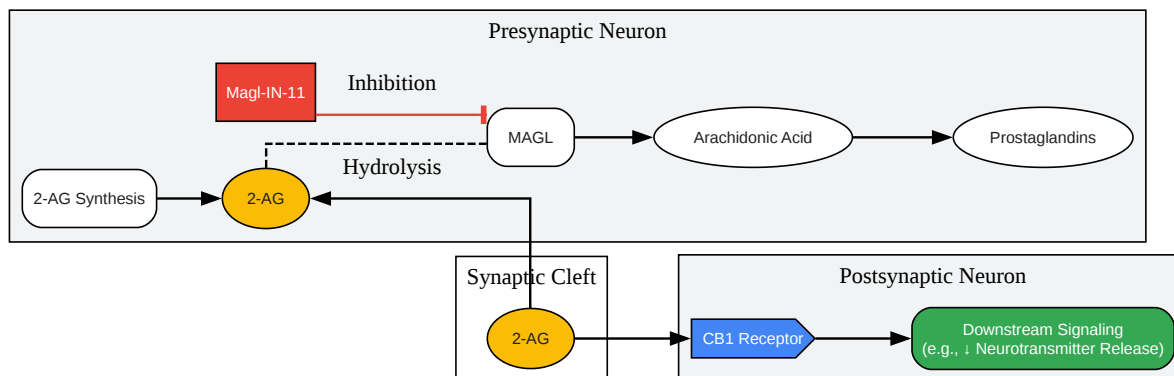 Presynaptic Neuron
Magl-IN-11
Inhibition
MAGL
Arachidonic Acid
Prostaglandins
Hydrolysis
2-AG Synthesis
2-AG
Synaptic Cleft
2-AG
Postsynaptic Neuron
CB1 Receptor
Downstream Signaling
(e.g., ↓ Neurotransmitter Release)